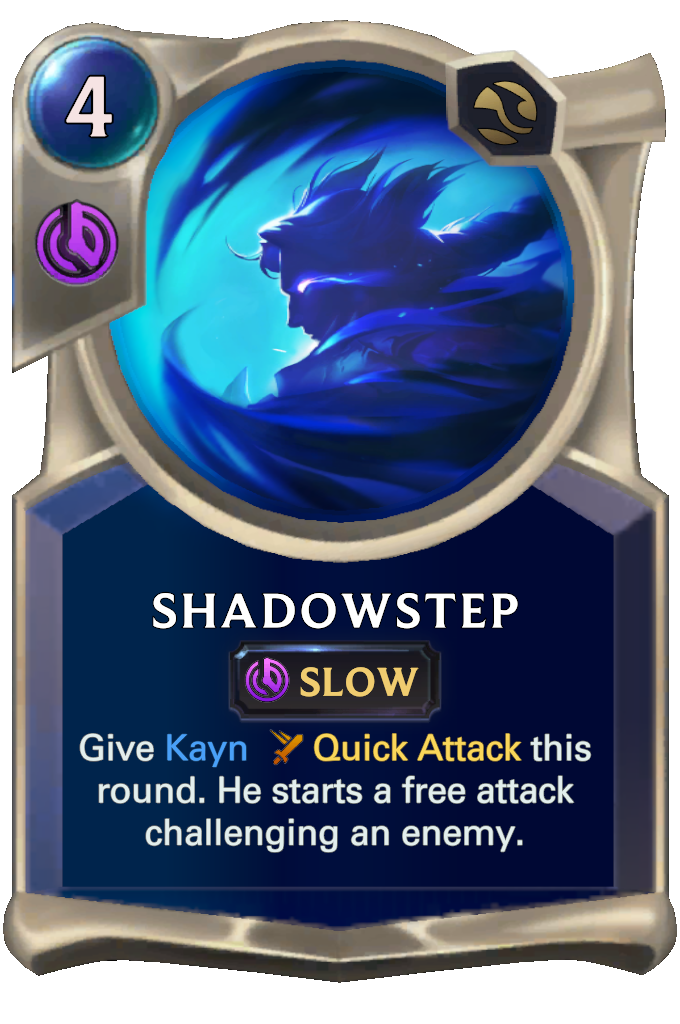 4
SHADOWSTEP
SLOW
Give Kayn Quick Attack this
round. He starts a free attack
challenging an enemy.